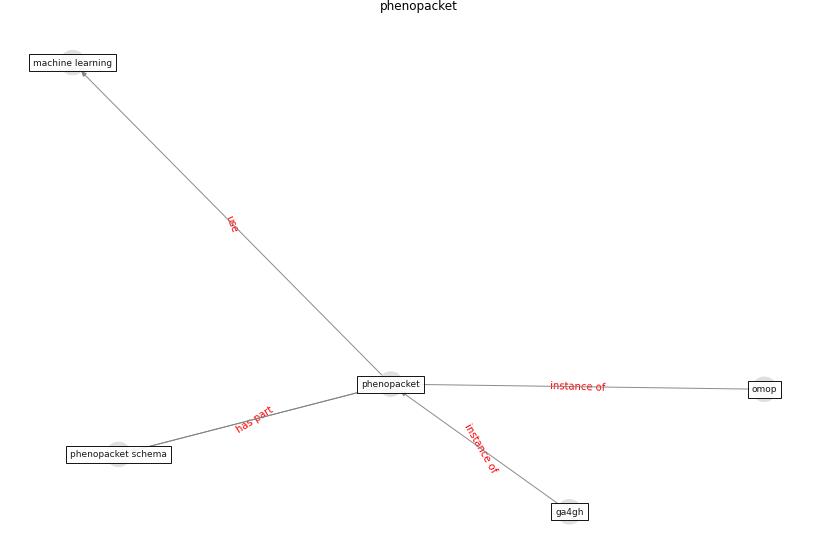 phenopacket
machine learning
use
phenopacket
instance of
omop
has part
instance of
phenopacket schema
ga4gh